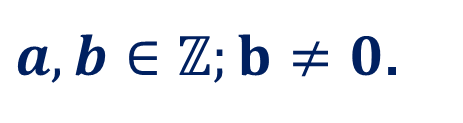 a, b ∈ ℤ; b ≠ 0.